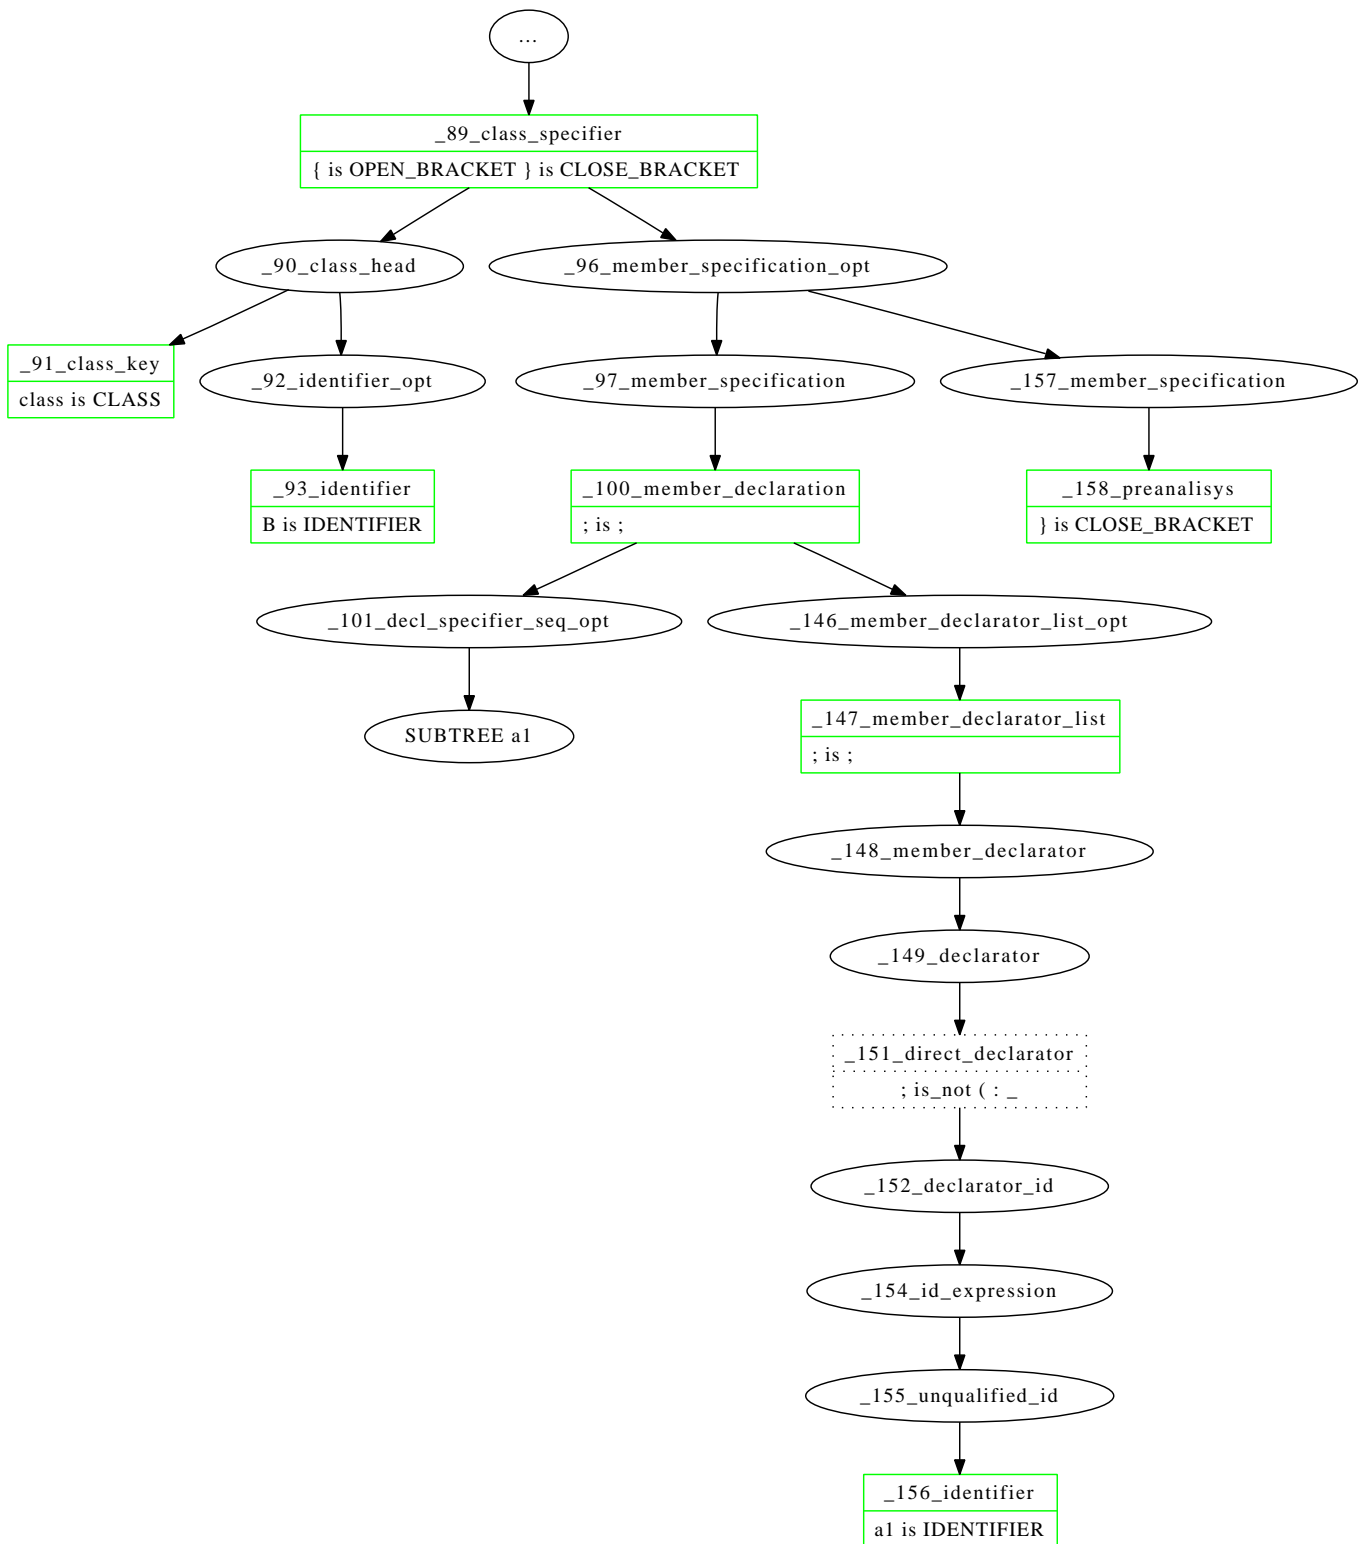 ...
_89_class_specifier
{ is OPEN_BRACKET } is CLOSE_BRACKET
_90_class_head
_96_member_specification_opt
_91_class_key
class is CLASS
_92_identifier_opt
_97_member_specification
_157_member_specification
_93_identifier
B is IDENTIFIER
_100_member_declaration
; is ;
_158_preanalisys
} is CLOSE_BRACKET
_101_decl_specifier_seq_opt
_146_member_declarator_list_opt
SUBTREE a1
_147_member_declarator_list
; is ;
_148_member_declarator
_149_declarator
_151_direct_declarator
; is_not ( : _
_152_declarator_id
_154_id_expression
_155_unqualified_id
_156_identifier
a1 is IDENTIFIER